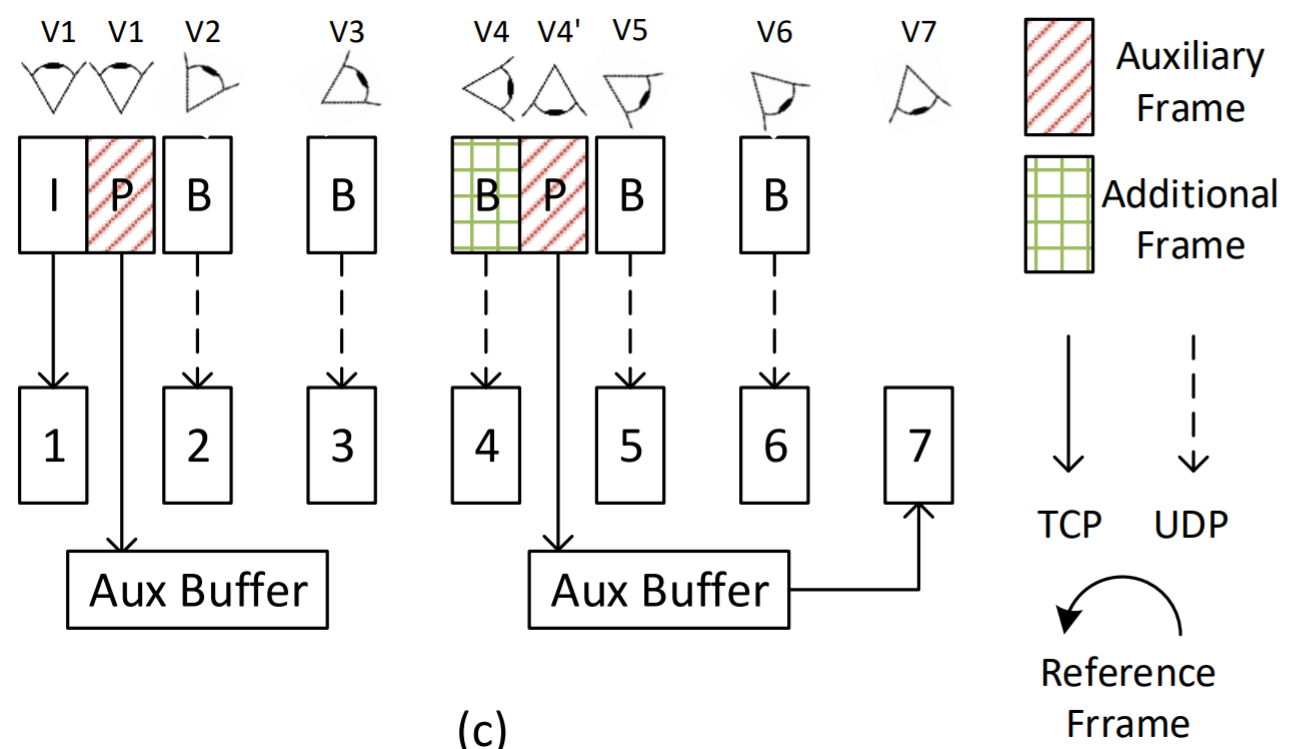 V1 V1 V2 V3 V4 V4' V5 V6 V7
I P B B B P B B
1 2 3 4 5 6 7
Aux Buffer Aux Buffer
(c)
Auxiliary
Frame
Additional
Frame
TCP UDP
Reference
Frrame